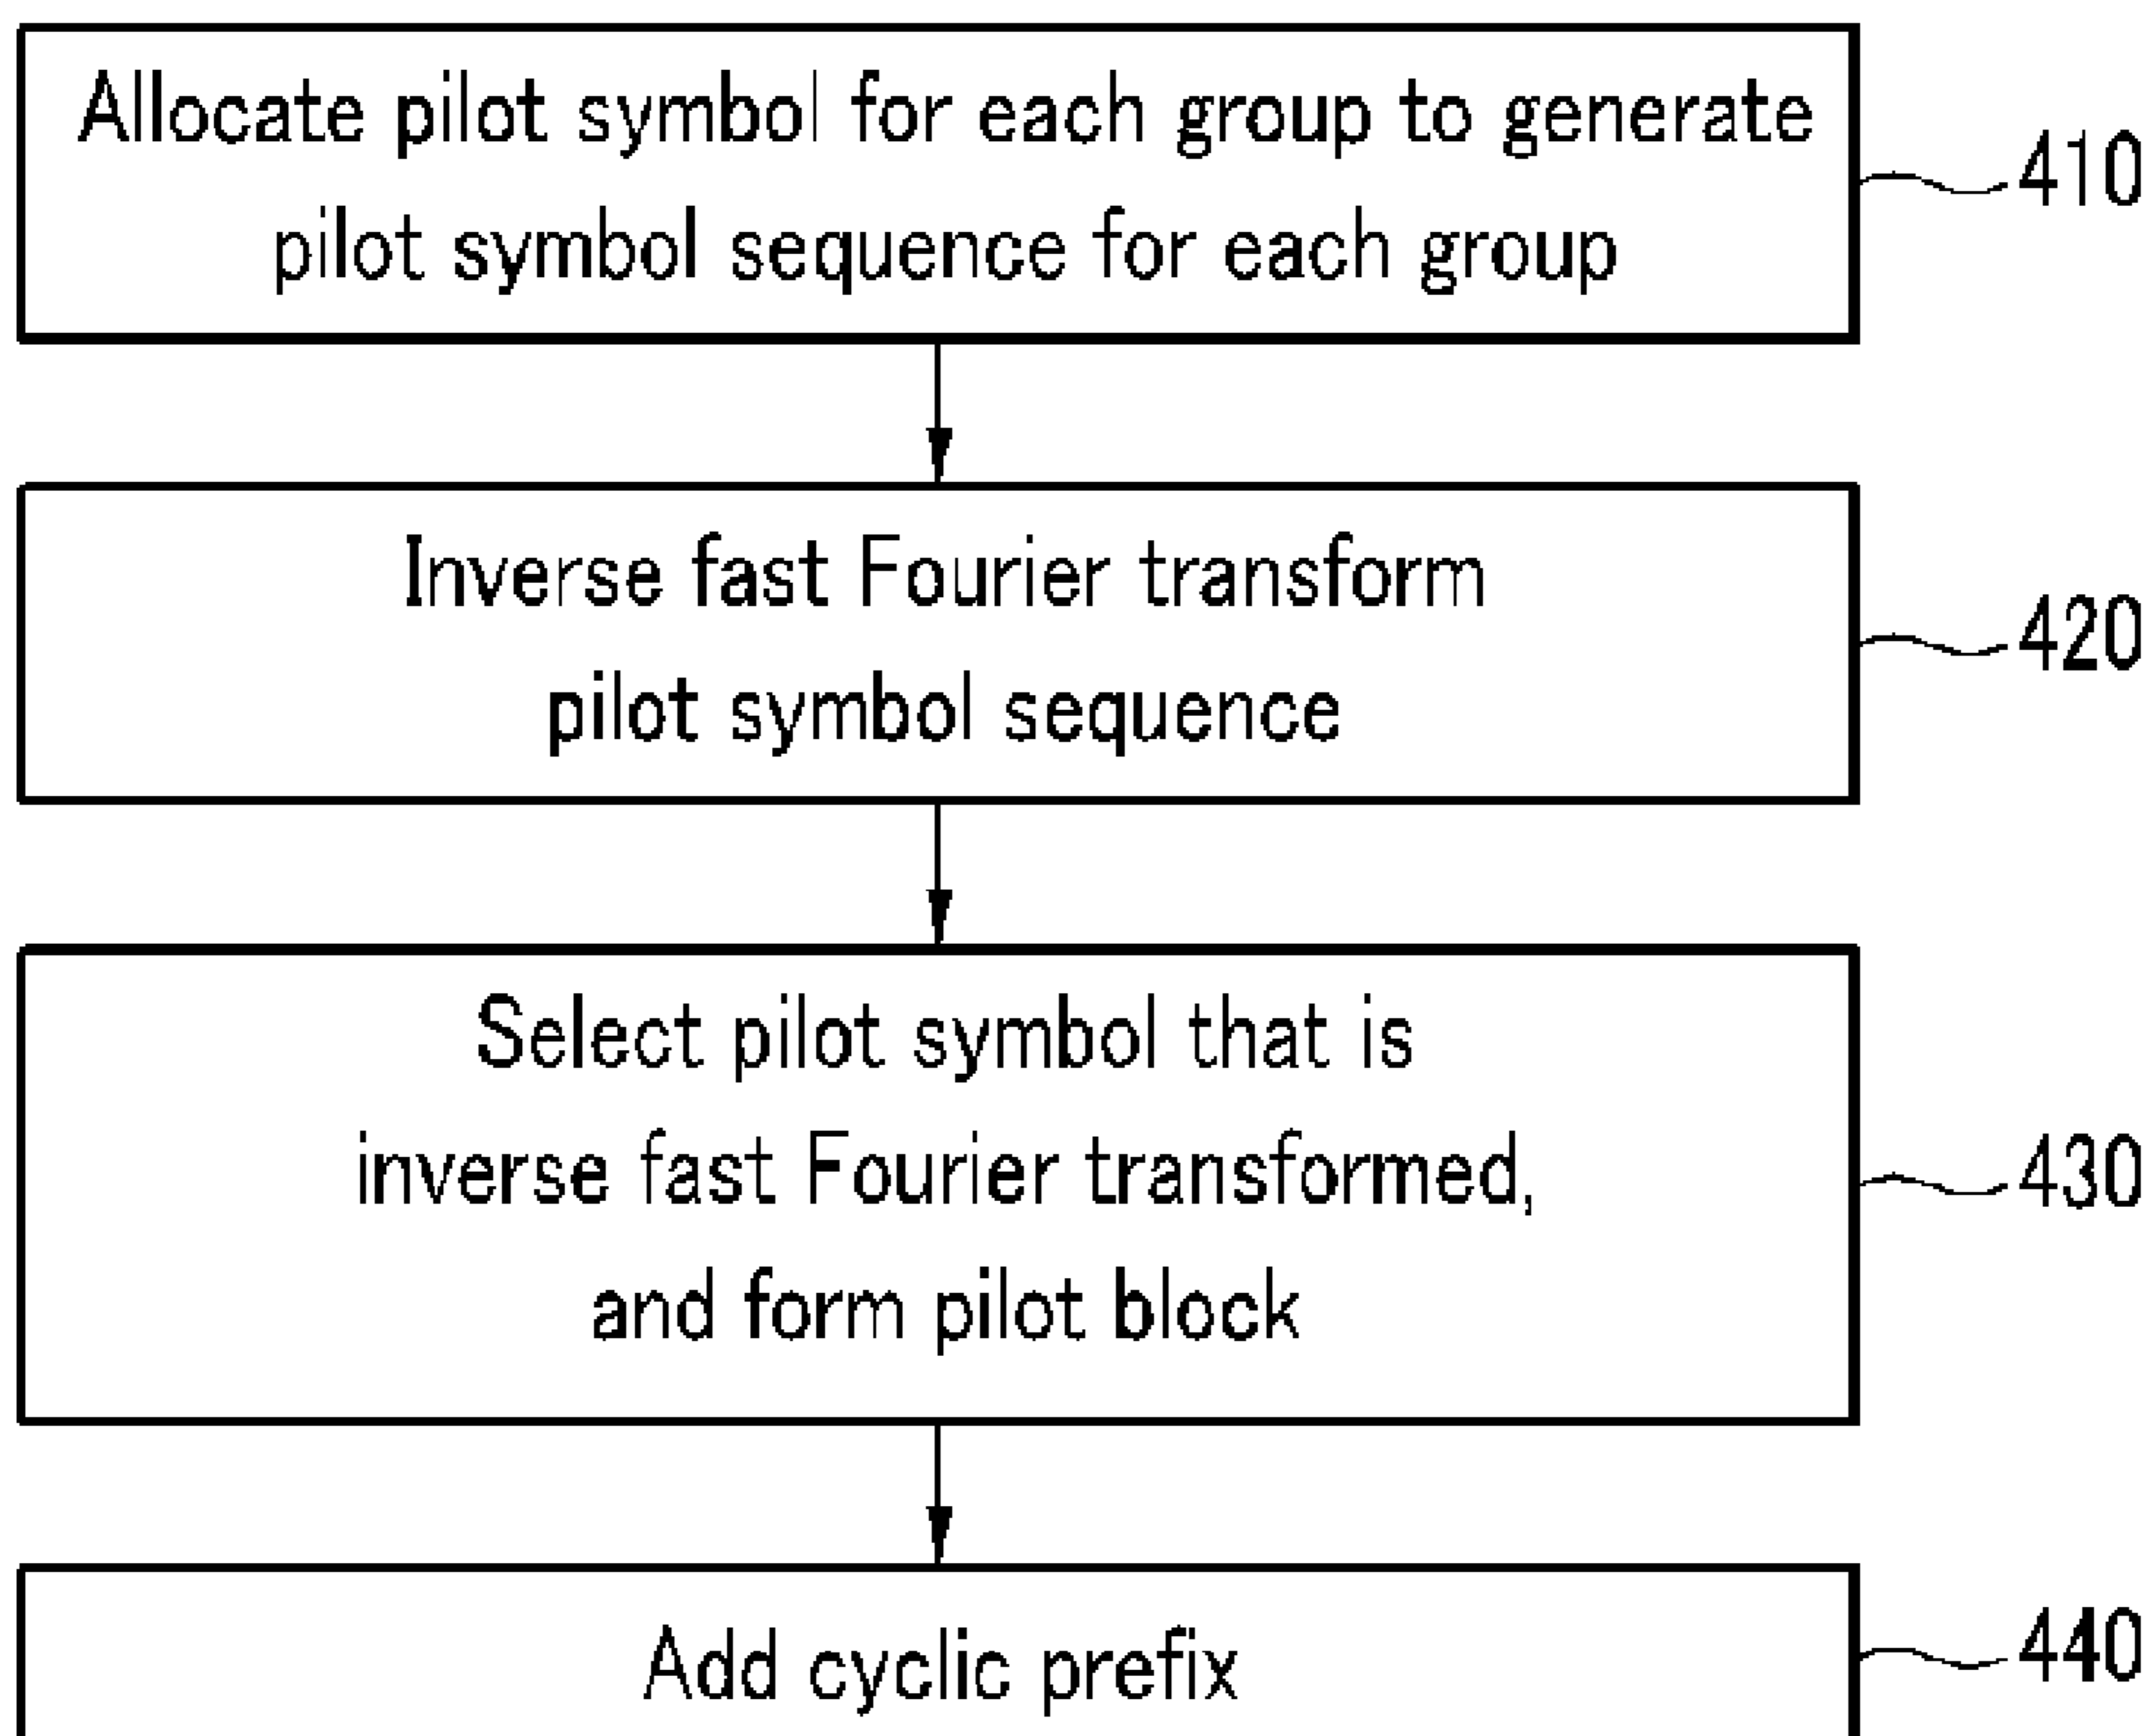 Allocate pilot symbol for each group to generate
pilot symbol sequence for each group
410
Inverse fast Fourier transform
pilot symbol sequence
420
Select pilot symbol that is
inverse fast Fourier transformed,
and form pilot block
430
Add cyclic prefix
440